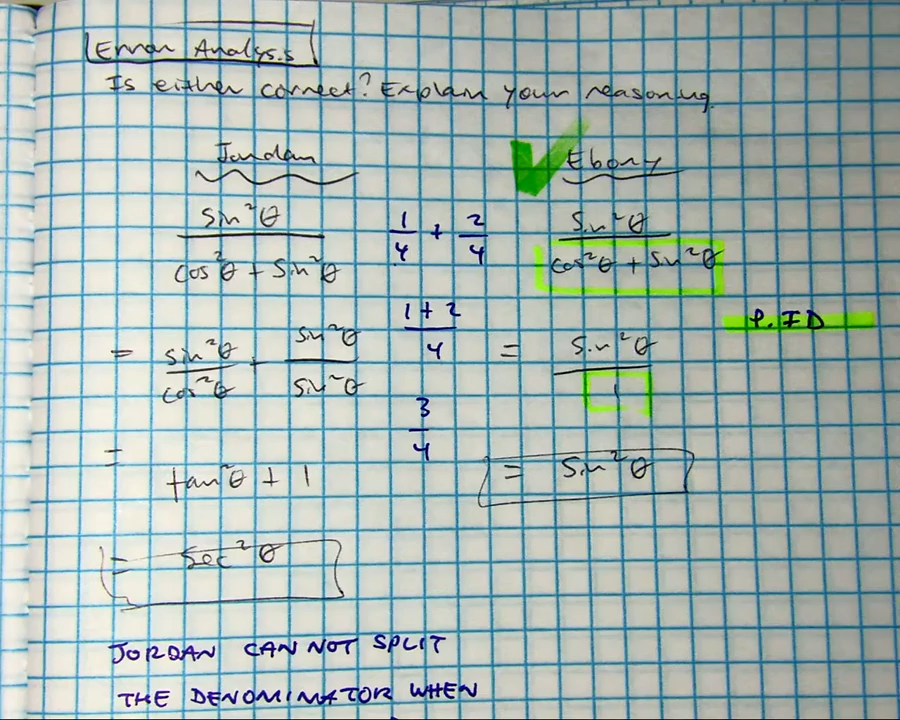 Error Analysis
Is either correct? Explain your reasoning.
Jordan
sin²θ
cos²θ + sin²θ
= sin²θ + sin²θ
cos²θ sin²θ
=
tan²θ + 1
= sec²θ
JORDAN CAN NOT SPLIT
THE DENOMINATOR WHEN
1 + 2
4 4
1 + 2
4
3
4
Ebony
sin²θ
cos²θ + sin²θ
= sin²θ
1
= sin²θ
P. ID